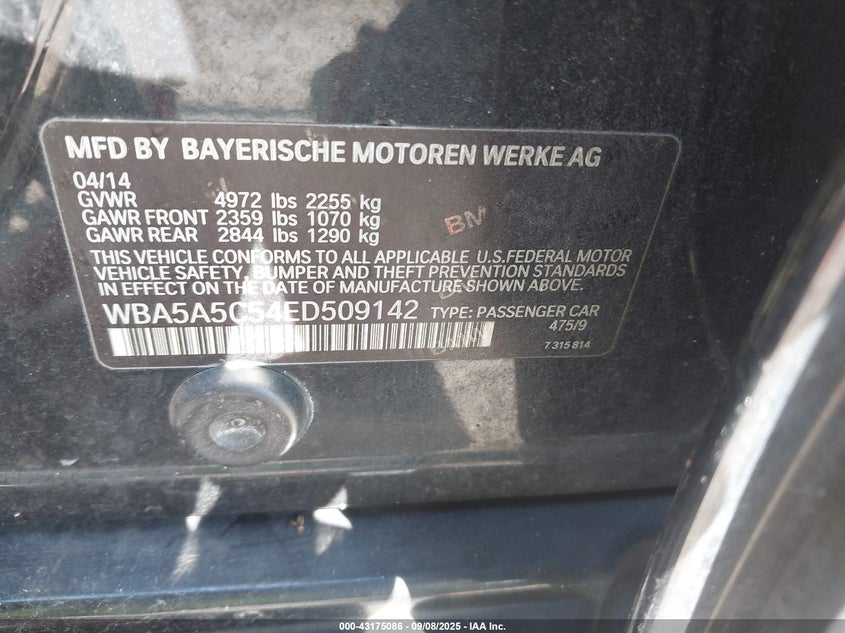 MFD BY BAYERISCHE MOTOREN WERKE AG
04/14
GVWR 4972 lbs 2255 kg
GAWR FRONT 2359 lbs 1070 kg
GAWR REAR 2844 lbs 1290 kg
THIS VEHICLE CONFORMS TO ALL APPLICABLE U.S.FEDERAL MOTOR
VEHICLE SAFETY, BUMPER AND THEFT PREVENTION STANDARDS
IN EFFECT ON THE DATE OF MANUFACTURE SHOWN ABOVE.
WBA5A5C54ED509142 TYPE: PASSENGER CAR
475/9
7 315 814
000-43175086 - 09/08/2025 - IAA Inc.